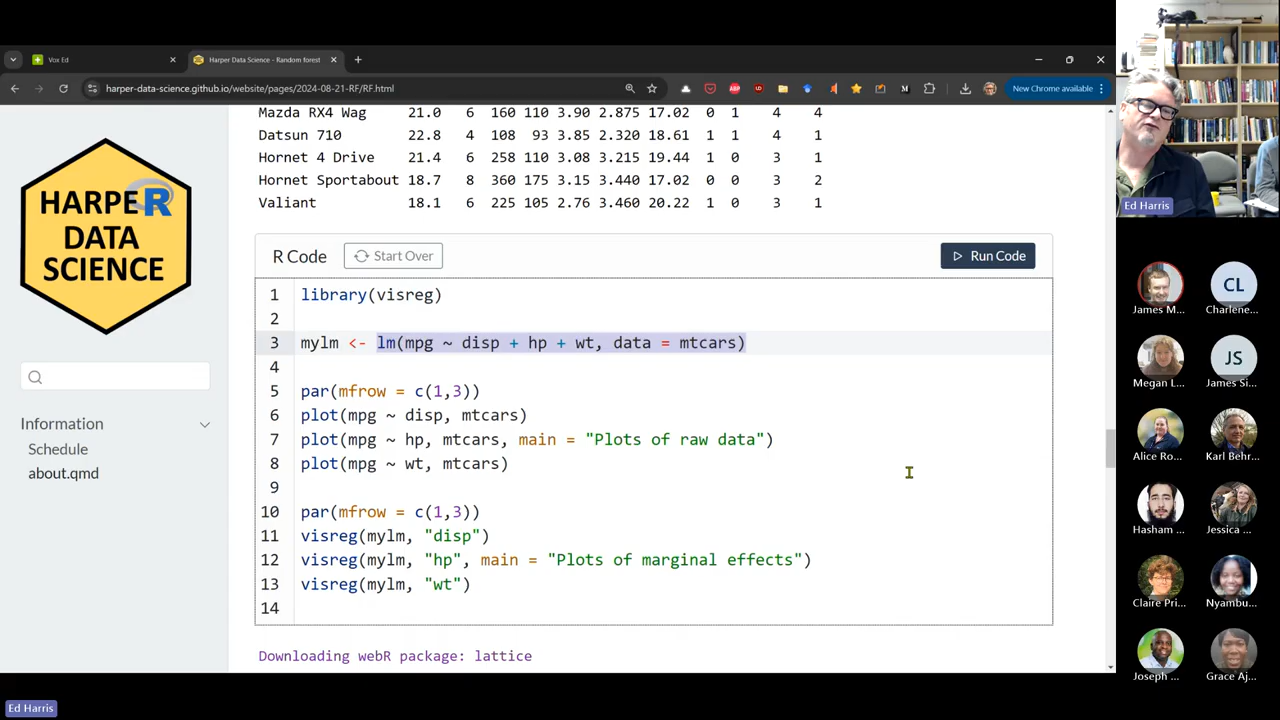 Vox Ed
Harper Data Science - Random forest
harper-data-science.github.io/website/pages/2024-08-21-RF/RF.html
New Chrome available
HARPER
DATA
SCIENCE
Information
Schedule
about.qmd
Mazda RX4 Wag 21.0 6 160 110 3.90 2.875 17.02 0 1 4 4
Datsun 710 22.8 4 108 93 3.85 2.320 18.61 1 1 4 1
Hornet 4 Drive 21.4 6 258 110 3.08 3.215 19.44 1 0 3 1
Hornet Sportabout 18.7 8 360 175 3.15 3.440 17.02 0 0 3 2
Valiant 18.1 6 225 105 2.76 3.460 20.22 1 0 3 1
R Code
Start Over
Run Code
1 library(visreg)
2
3 mylm <- lm(mpg ~ disp + hp + wt, data = mtcars)
4
5 par(mfrow = c(1,3))
6 plot(mpg ~ disp, mtcars)
7 plot(mpg ~ hp, mtcars, main = "Plots of raw data")
8 plot(mpg ~ wt, mtcars)
9
10 par(mfrow = c(1,3))
11 visreg(mylm, "disp")
12 visreg(mylm, "hp", main = "Plots of marginal effects")
13 visreg(mylm, "wt")
14
Downloading webR package: lattice
Ed Harris
CL
James M...
Charlene...
JS
Megan L...
James Si...
Alice Ro...
Karl Behr...
Hasham ...
Jessica ...
Claire Pri...
Nyambu...
Joseph ...
Grace Aj...
Ed Harris